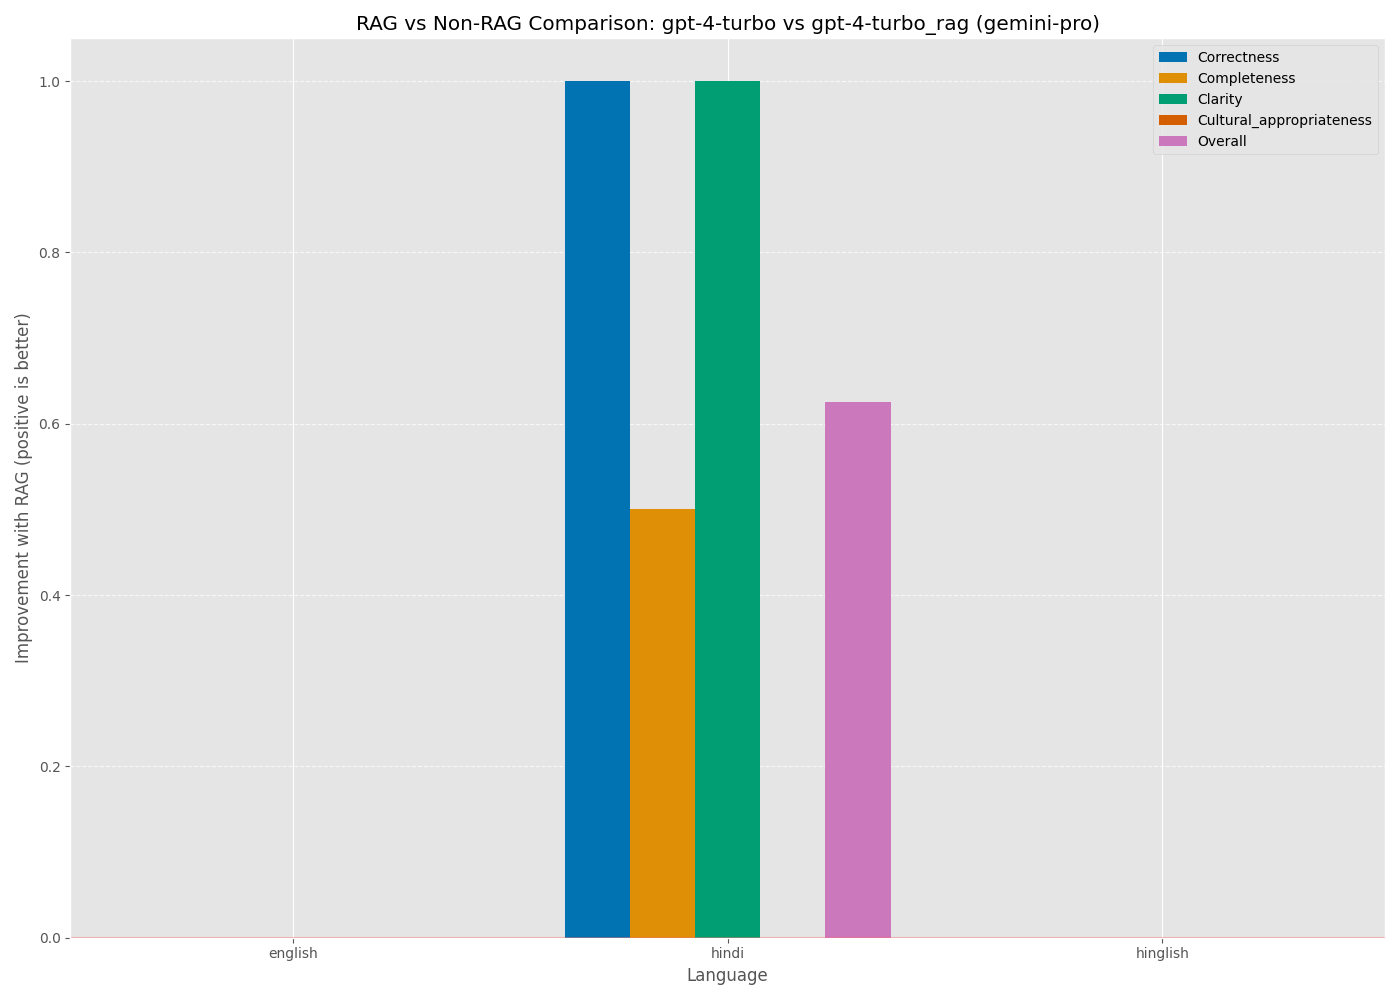 RAG vs Non-RAG Comparison: gpt-4-turbo vs gpt-4-turbo_rag (gemini-pro)
Correctness
Completeness
Clarity
Cultural_appropriateness
Overall
Improvement with RAG (positive is better)
1.0
0.8
0.6
0.4
0.2
0.0
english
hindi
hinglish
Language